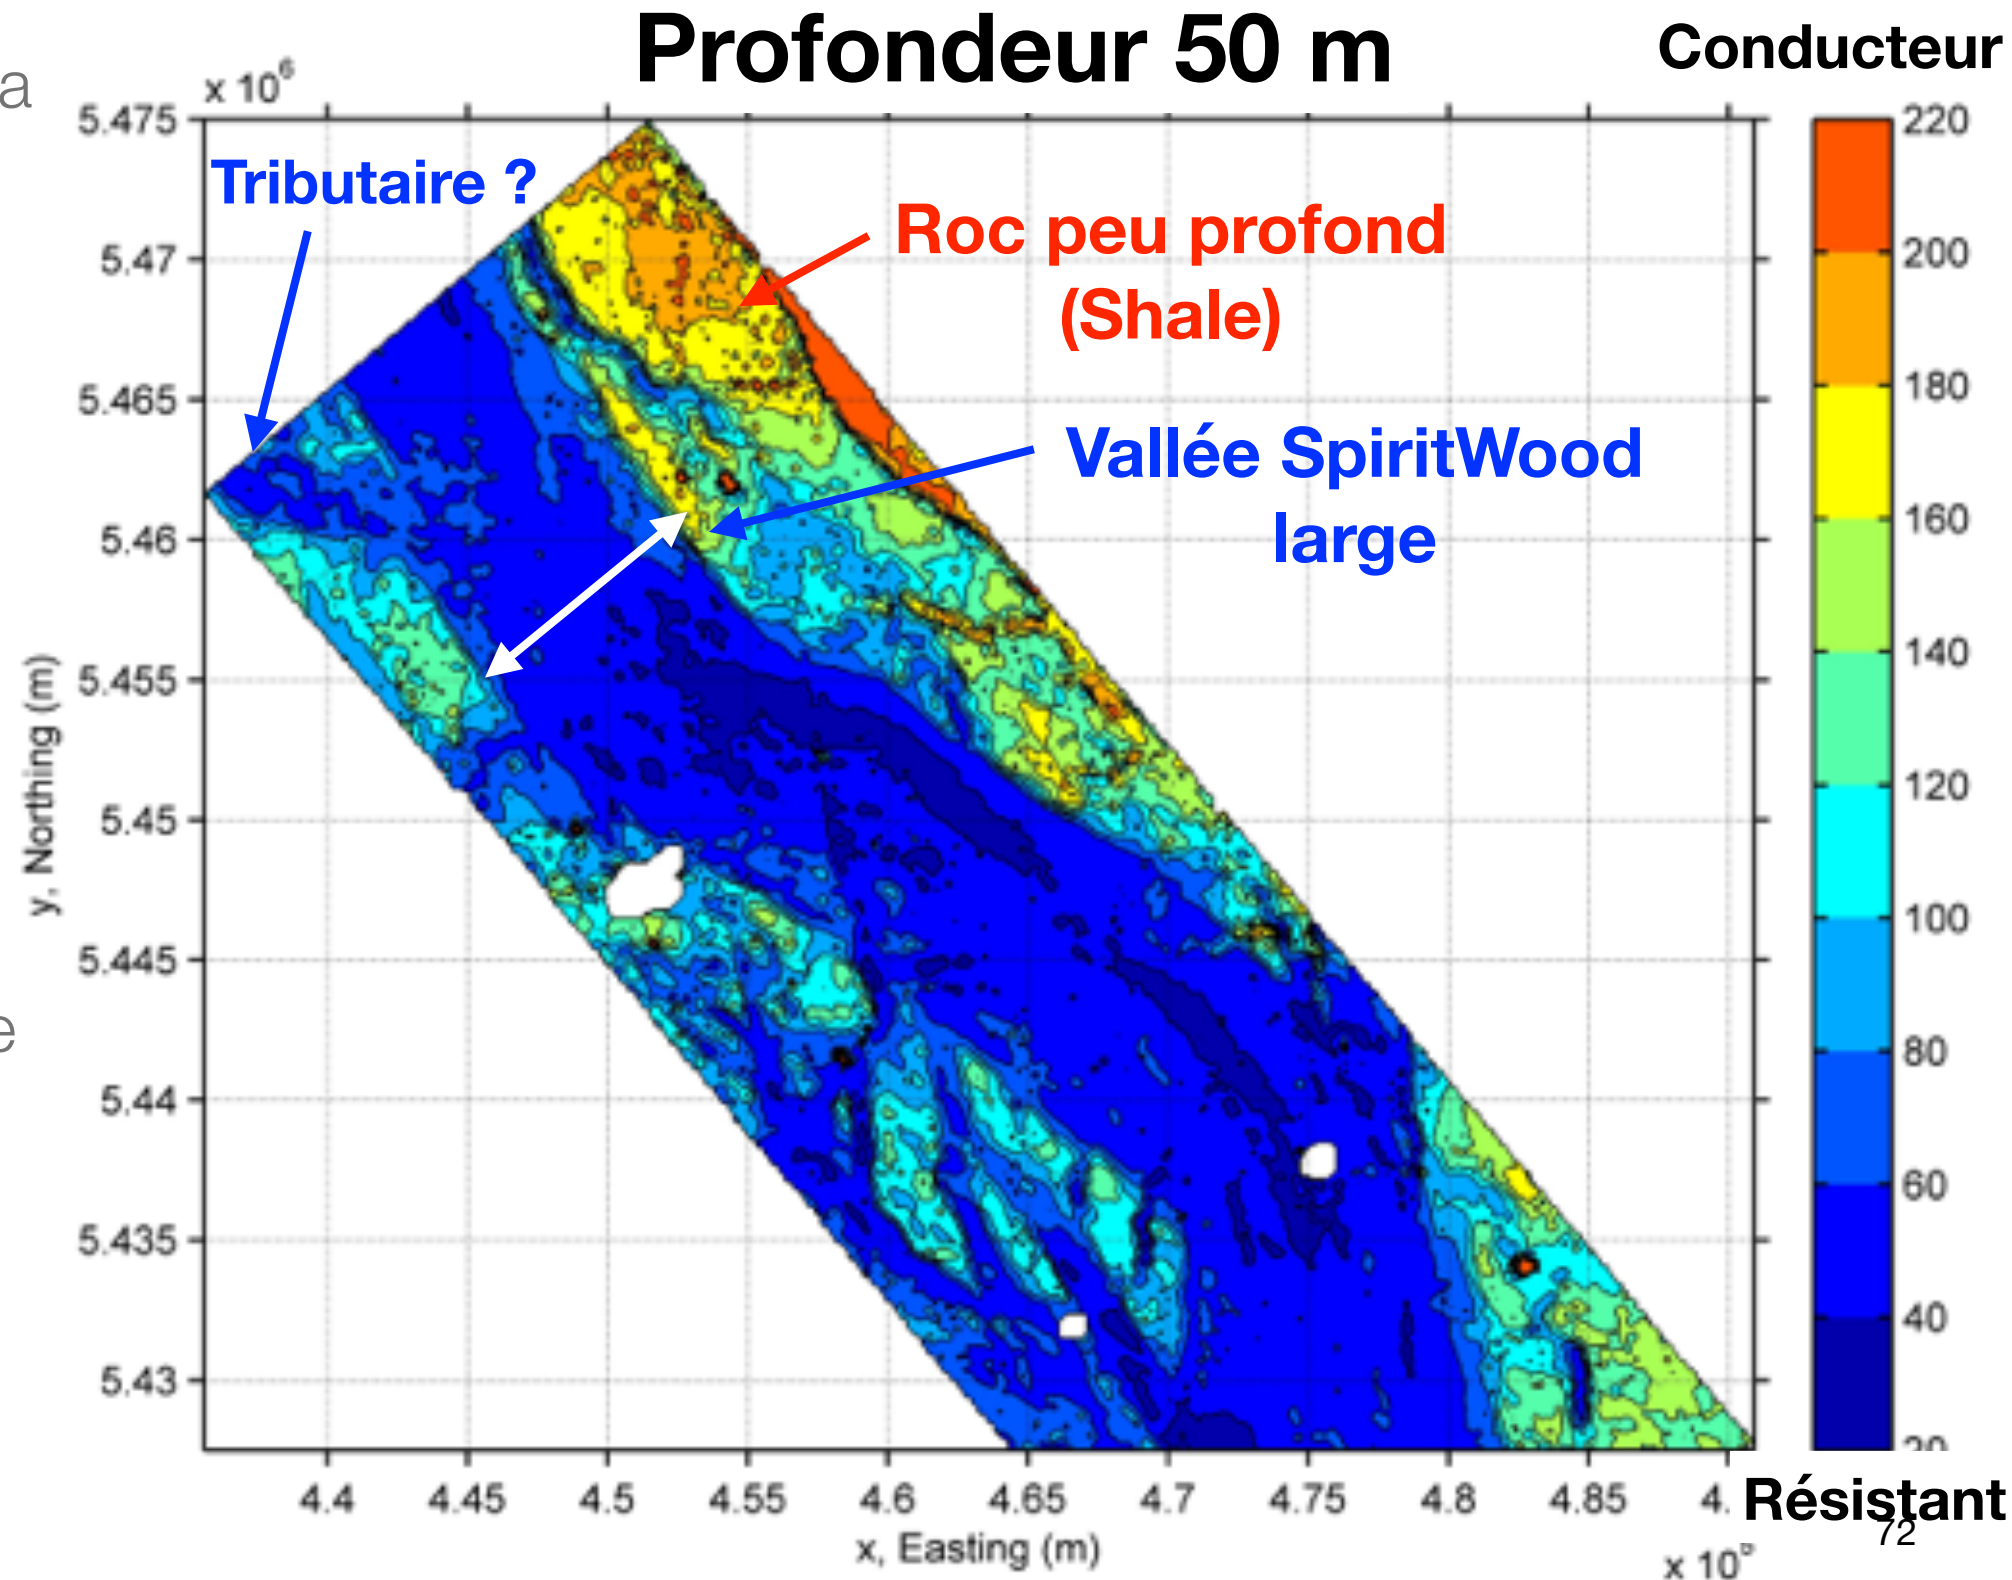 Profondeur 50 m
Conducteur
a
x 10⁶
5.475
5.47
5.465
5.46
5.455
5.45
5.445
5.44
5.435
5.43
y, Northing (m)
Tributaire ?
Roc peu profond
(Shale)
Vallée SpiritWood
large
e
220
200
180
160
140
120
100
80
60
40
20
Résistant
4.4 4.45 4.5 4.55 4.6 4.65 4.7 4.75 4.8 4.85 4.
x, Easting (m)
x 10⁵
72